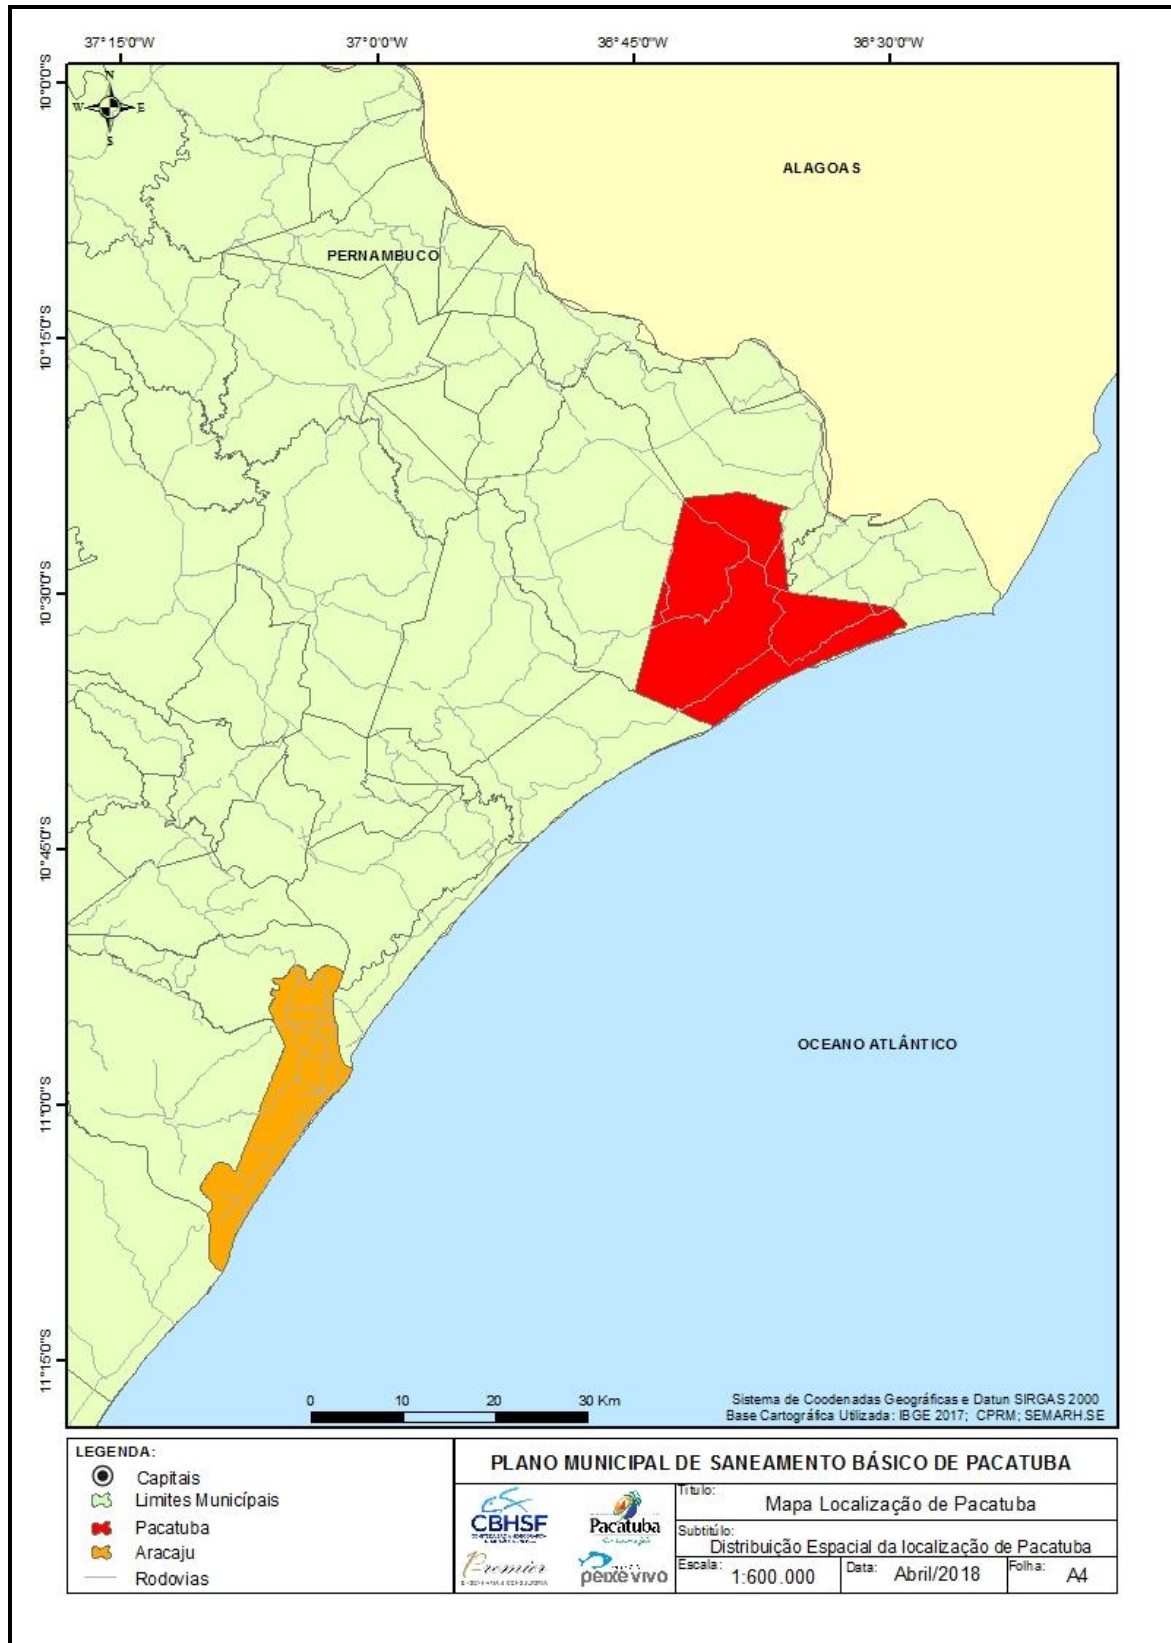 37°15'0"W 37°0'0"W 36°45'0"W 36°30'0"W
10°0'0"S
N
W E
S
ALAGOAS
PERNAMBUCO
10°15'0"S
10°30'0"S
10°45'0"S
OCEANO ATLÂNTICO
11°0'0"S
11°15'0"S
0 10 20 30 Km
Sistema de Coodenadas Geográficas e Datun SIRGAS 2000
Base Cartográfica Utilizada: IBGE 2017; CPRM; SEMARH.SE
LEGENDA:
Capitais
Limites Municípais
Pacatuba
Aracaju
Rodovias
PLANO MUNICIPAL DE SANEAMENTO BÁSICO DE PACATUBA
CBHSF
Pacatuba
Premier
peixe vivo
Título:
Mapa Localização de Pacatuba
Subtitúlo:
Distribuição Espacial da localização de Pacatuba
Escala: 1:600.000
Data: Abril/2018
Folha: A4